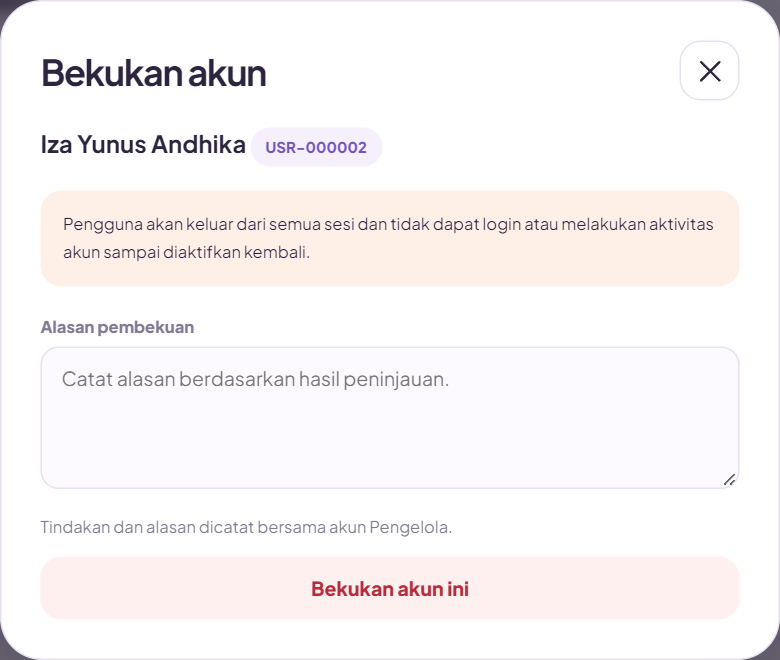 Bekukan akun
Iza Yunus Andhika USR-000002
Pengguna akan keluar dari semua sesi dan tidak dapat login atau melakukan aktivitas
akun sampai diaktifkan kembali.
Alasan pembekuan
Catat alasan berdasarkan hasil peninjauan.
Tindakan dan alasan dicatat bersama akun Pengelola.
Bekukan akun ini